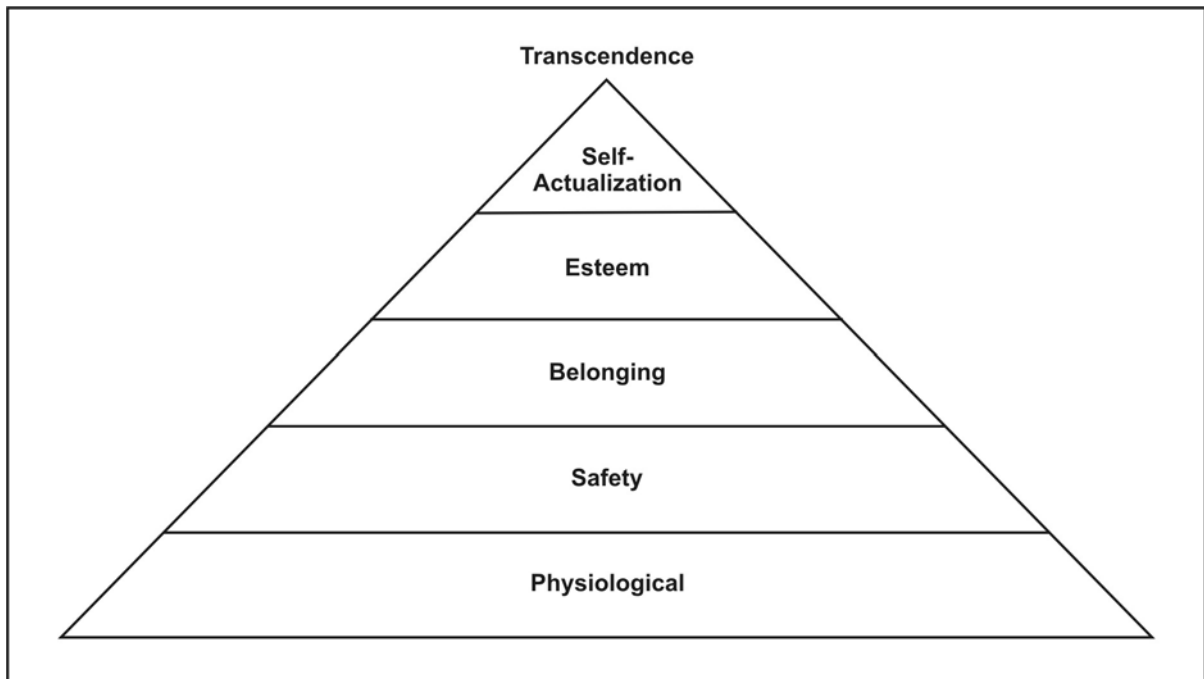 Transcendence
Self-
Actualization
Esteem
Belonging
Safety
Physiological